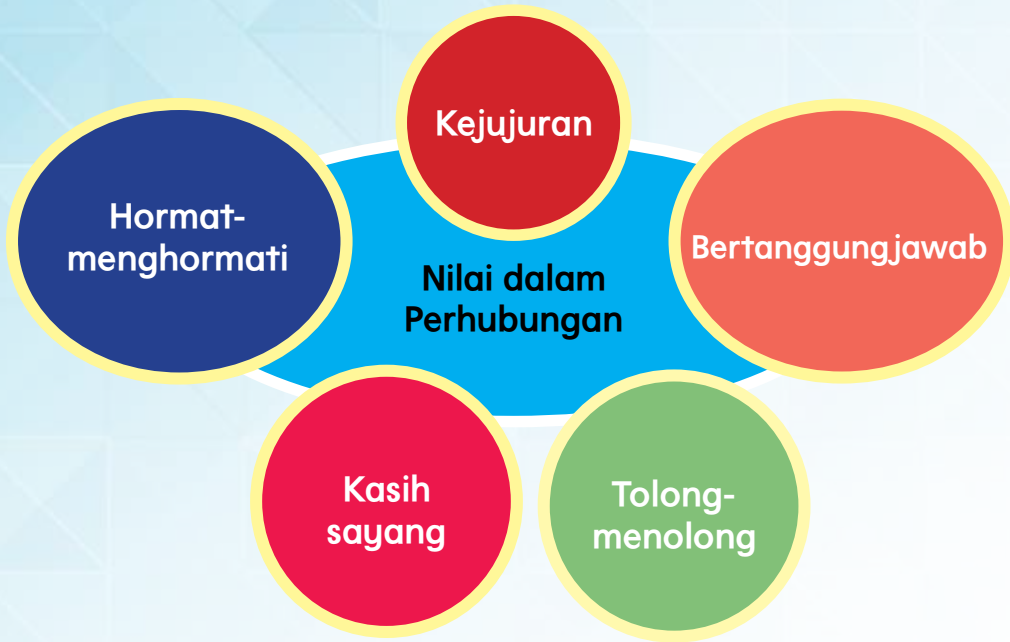 Kejujuran
Hormat-
menghormati
Bertanggungjawab
Nilai dalam
Perhubungan
Kasih
sayang
Tolong-
menolong